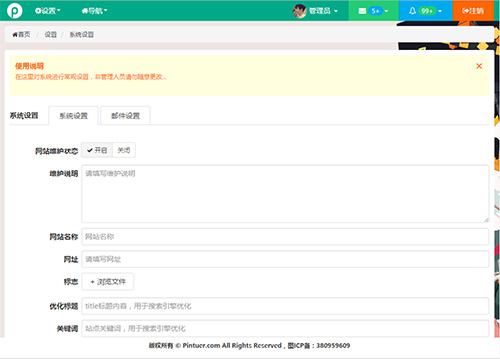 设置 导航 管理员 5+ 99+ 注销
首页 / 设置 / 系统设置
使用说明
在这里对系统进行常规设置，非管理人员请勿随意更改...
系统设置 系统设置 邮件设置
网站维护状态 开启 关闭
维护说明 请填写维护说明
网站名称 网站名称
网址 请填写网址
标志 + 浏览文件
优化标题 title标题内容，用于搜索引擎优化
关键词 站点关键词，用于搜索引擎优化
版权所有 © Pintuer.com All Rights Reserved，图ICP备：380959609